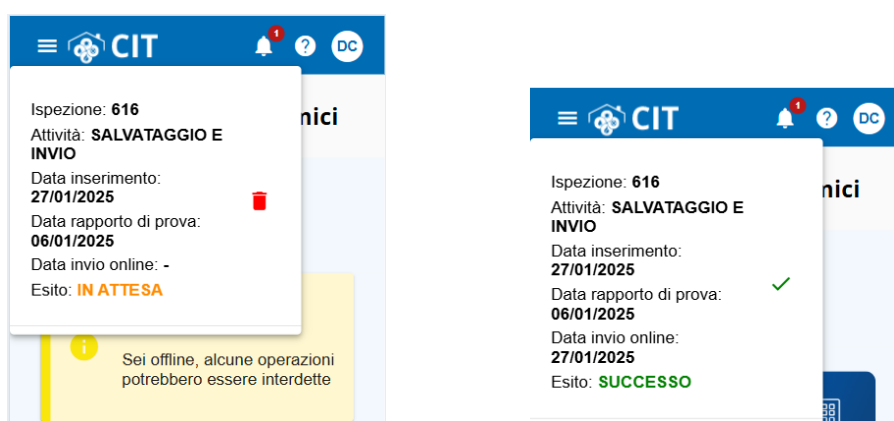 CIT
1
?
DC
nici
Ispezione: 616
Attività: SALVATAGGIO E
INVIO
Data inserimento:
27/01/2025
Data rapporto di prova:
06/01/2025
Data invio online: -
Esito: IN ATTESA
Sei offline, alcune operazioni
potrebbero essere interdette
CIT
1
?
DC
nici
Ispezione: 616
Attività: SALVATAGGIO E
INVIO
Data inserimento:
27/01/2025
Data rapporto di prova:
06/01/2025
Data invio online:
27/01/2025
Esito: SUCCESSO